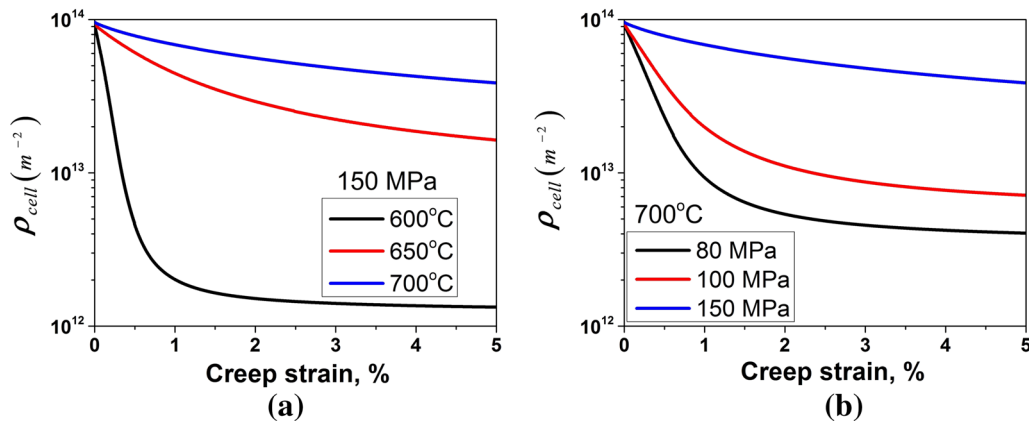 10^14
10^13
10^12
ρ_cell (m^-2)
150 MPa
600°C
650°C
700°C
0 1 2 3 4 5
Creep strain, %
(a)
10^14
10^13
10^12
ρ_cell (m^-2)
700°C
80 MPa
100 MPa
150 MPa
0 1 2 3 4 5
Creep strain, %
(b)